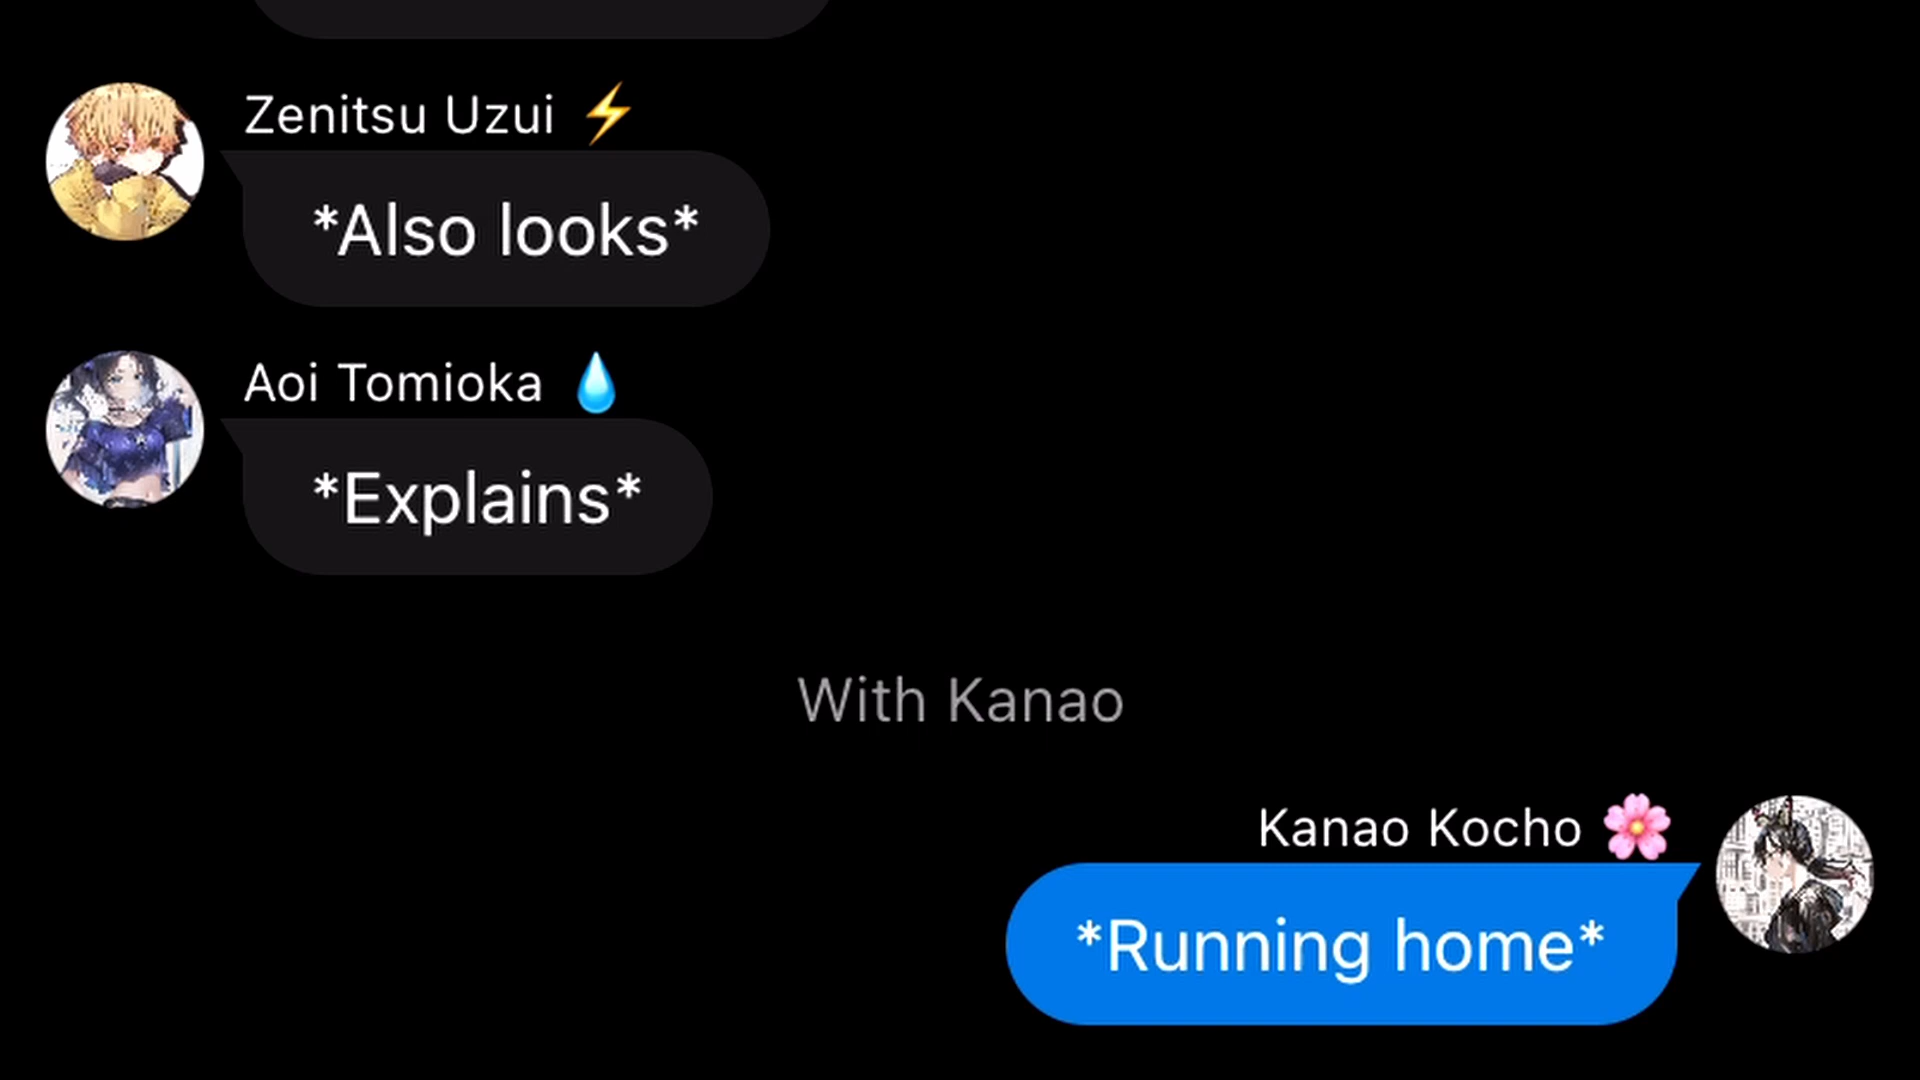 Zenitsu Uzui ⚡
*Also looks*
Aoi Tomioka 💧
*Explains*
With Kanao
Kanao Kocho 🌸
*Running home*